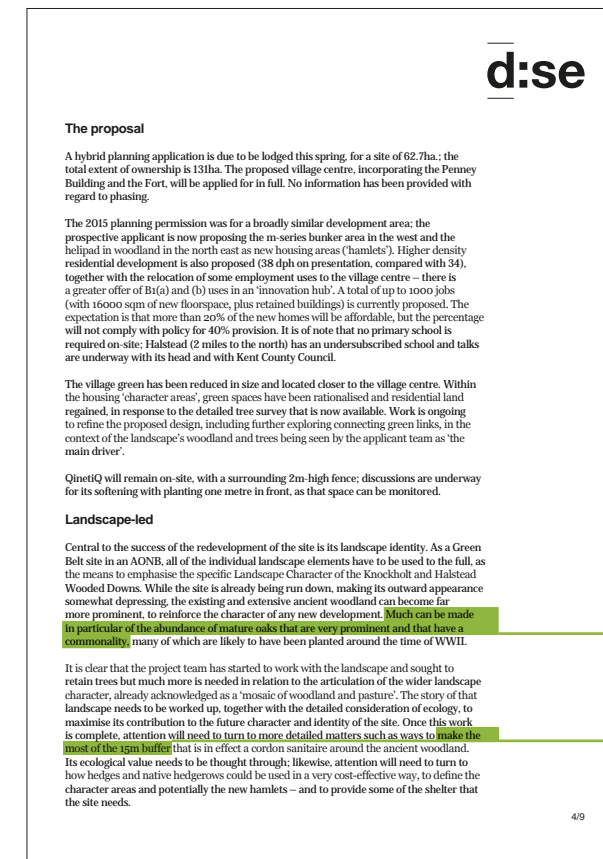 d:se
The proposal
A hybrid planning application is due to be lodged this spring, for a site of 62.7ha.; the
total extent of ownership is 131ha. The proposed village centre, incorporating the Penney
Building and the Fort, will be applied for in full. No information has been provided with
regard to phasing.
The 2015 planning permission was for a broadly similar development area; the
prospective applicant is now proposing the m-series bunker area in the west and the
helipad in woodland in the north east as new housing areas (‘hamlets’). Higher density
residential development is also proposed (38 dph on presentation, compared with 34),
together with the relocation of some employment uses to the village centre – there is
a greater offer of B1(a) and (b) uses in an ‘innovation hub’. A total of up to 1000 jobs
(with 16000 sqm of new floorspace, plus retained buildings) is currently proposed. The
expectation is that more than 20% of the new homes will be affordable, but the percentage
will not comply with policy for 40% provision. It is of note that no primary school is
required on-site; Halstead (2 miles to the north) has an undersubscribed school and talks
are underway with its head and with Kent County Council.
The village green has been reduced in size and located closer to the village centre. Within
the housing ‘character areas’, green spaces have been rationalised and residential land
regained, in response to the detailed tree survey that is now available. Work is ongoing
to refine the proposed design, including further exploring connecting green links, in the
context of the landscape’s woodland and trees being seen by the applicant team as ‘the
main driver’.
QinetiQ will remain on-site, with a surrounding 2m-high fence; discussions are underway
for its softening with planting one metre in front, as that space can be monitored.
Landscape-led
Central to the success of the redevelopment of the site is its landscape identity. As a Green
Belt site in an AONB, all of the individual landscape elements have to be used to the full, as
the means to emphasise the specific Landscape Character of the Knockholt and Halstead
Wooded Downs. While the site is already being run down, making its outward appearance
somewhat depressing, the existing and extensive ancient woodland can become far
more prominent, to reinforce the character of any new development. Much can be made
in particular of the abundance of mature oaks that are very prominent and that have a
commonality, many of which are likely to have been planted around the time of WWII.
It is clear that the project team has started to work with the landscape and sought to
retain trees but much more is needed in relation to the articulation of the wider landscape
character, already acknowledged as a ‘mosaic of woodland and pasture’. The story of that
landscape needs to be worked up, together with the detailed consideration of ecology, to
maximise its contribution to the future character and identity of the site. Once this work
is complete, attention will need to turn to more detailed matters such as ways to make the
most of the 15m buffer that is in effect a cordon sanitaire around the ancient woodland.
Its ecological value needs to be thought through; likewise, attention will need to turn to
how hedges and native hedgerows could be used in a very cost-effective way, to define the
character areas and potentially the new hamlets – and to provide some of the shelter that
the site needs.
4/9